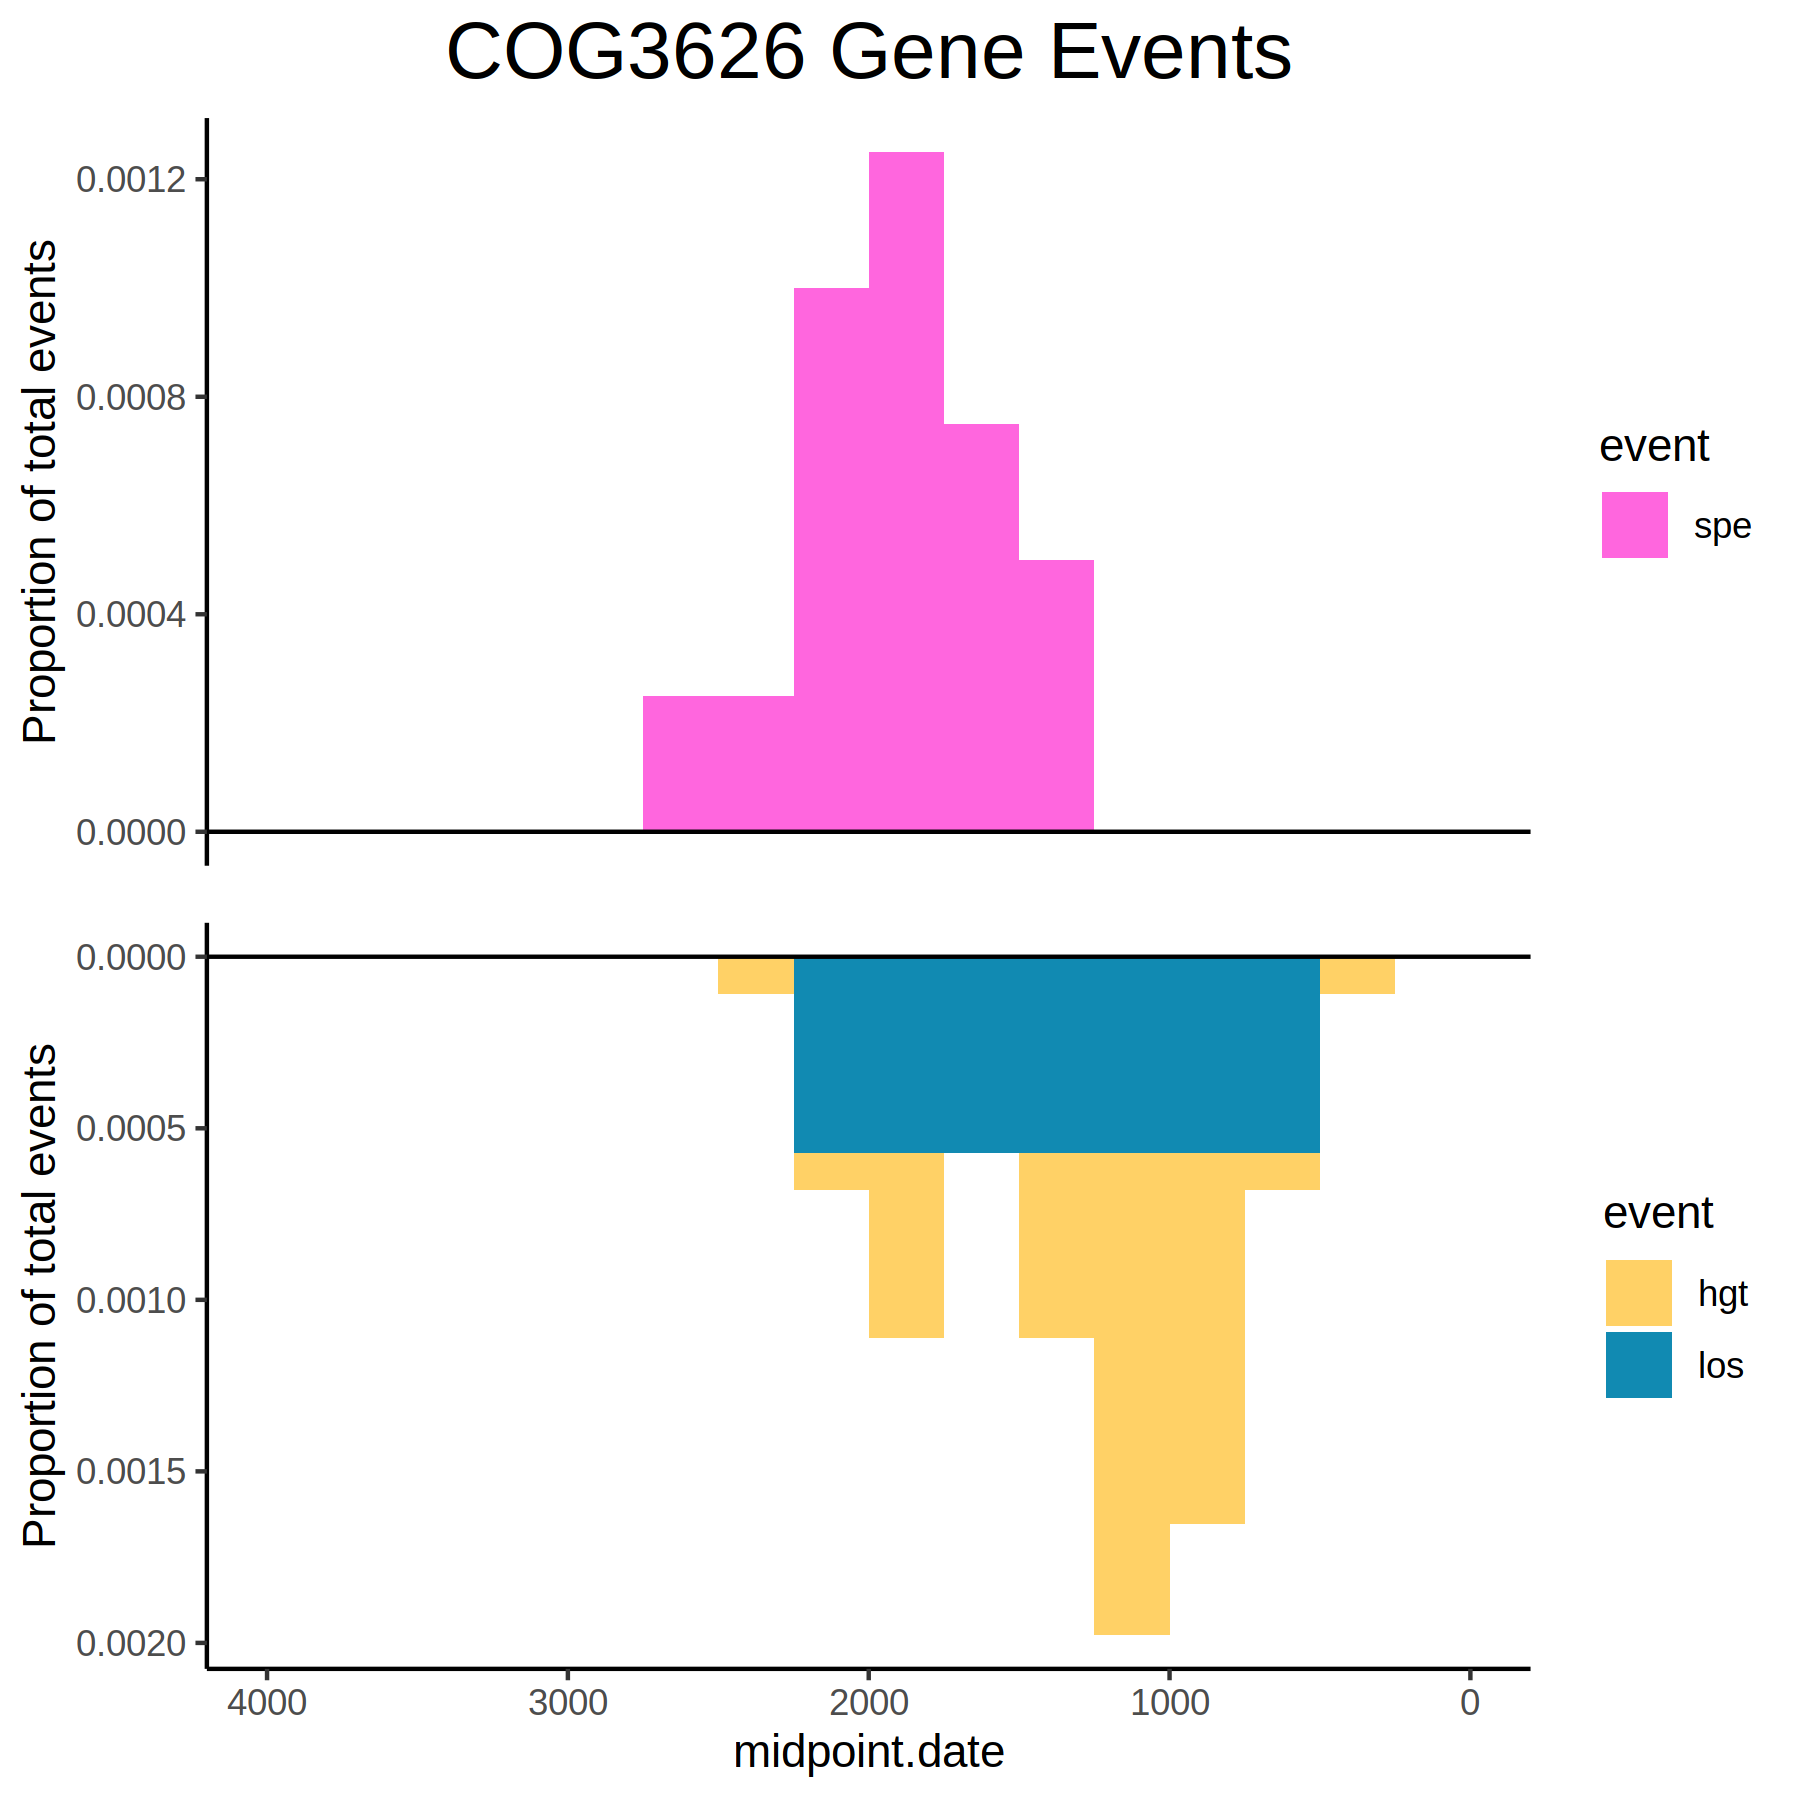 COG3626 Gene Events
Proportion of total events
0.0012
0.0008
0.0004
0.0000
event
spe
Proportion of total events
0.0000
0.0005
0.0010
0.0015
0.0020
event
hgt
los
4000 3000 2000 1000 0
midpoint.date